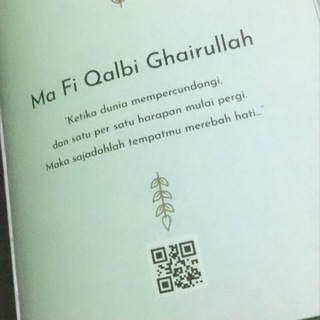 Ma Fi Qalbi Ghairullah
"Ketika dunia mempercundangi,
dan satu per satu harapan mulai pergi.
Maka sajadahlah tempatmu merebah hati..."